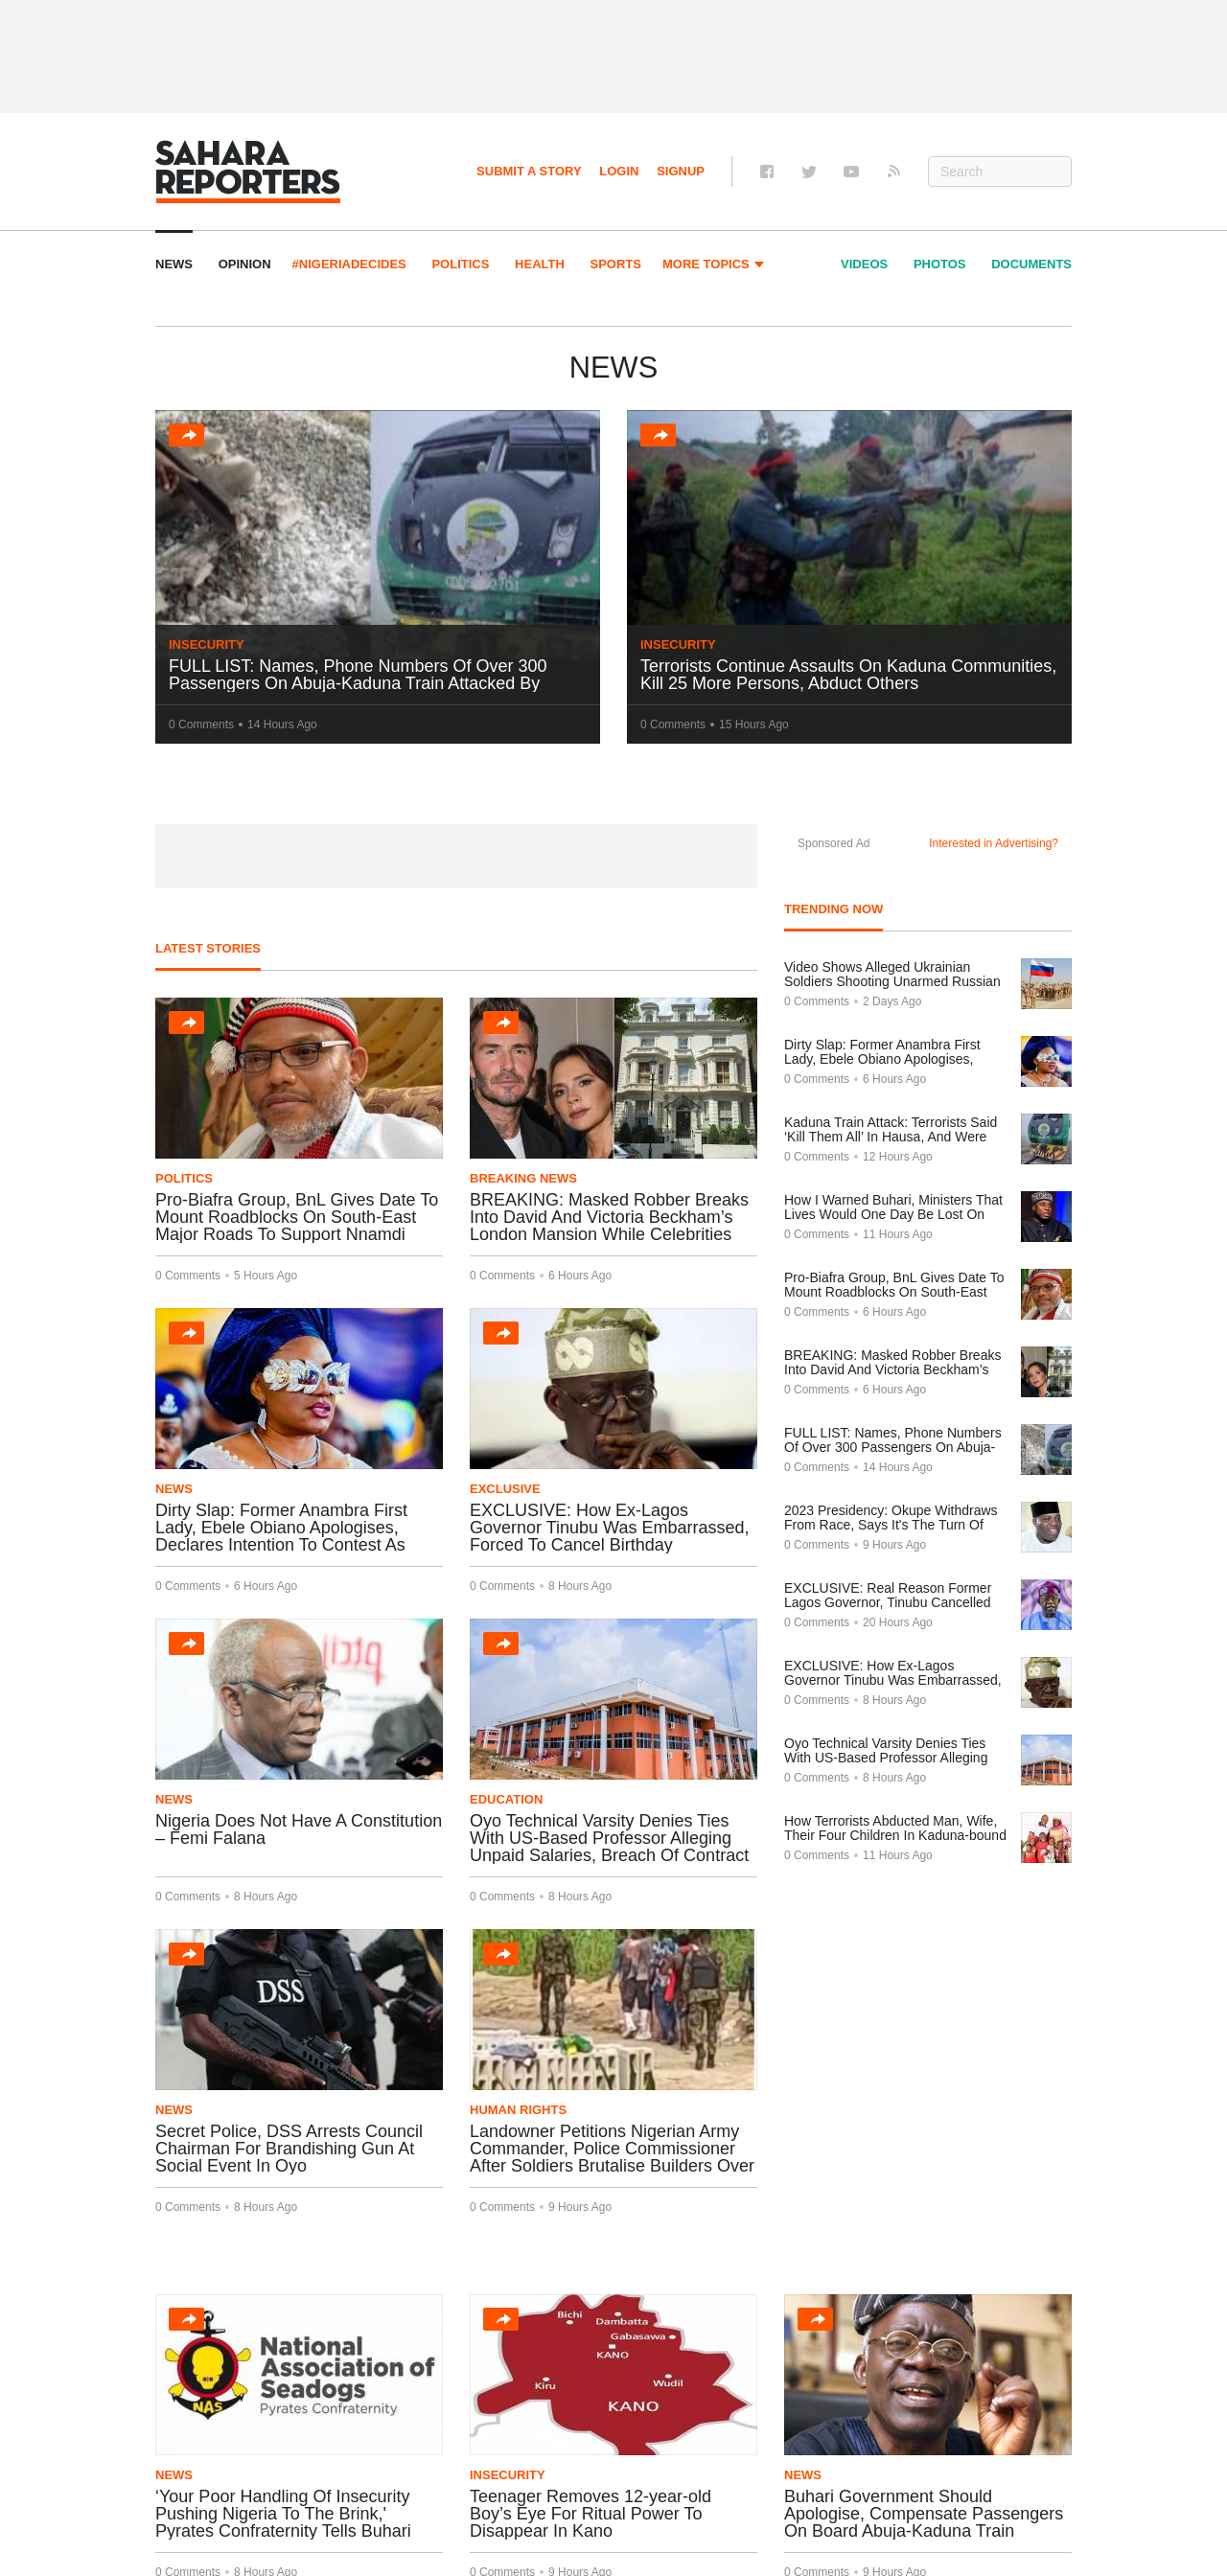 SAHARA
REPORTERS
SUBMIT A STORY LOGIN SIGNUP
Search
NEWS OPINION #NIGERIADECIDES POLITICS HEALTH SPORTS MORE TOPICS VIDEOS PHOTOS DOCUMENTS
NEWS
INSECURITY
FULL LIST: Names, Phone Numbers Of Over 300
Passengers On Abuja-Kaduna Train Attacked By
0 Comments • 14 Hours Ago
INSECURITY
Terrorists Continue Assaults On Kaduna Communities,
Kill 25 More Persons, Abduct Others
0 Comments • 15 Hours Ago
LATEST STORIES
POLITICS
Pro-Biafra Group, BnL Gives Date To
Mount Roadblocks On South-East
Major Roads To Support Nnamdi
0 Comments • 5 Hours Ago
BREAKING NEWS
BREAKING: Masked Robber Breaks
Into David And Victoria Beckham’s
London Mansion While Celebrities
0 Comments • 6 Hours Ago
NEWS
Dirty Slap: Former Anambra First
Lady, Ebele Obiano Apologises,
Declares Intention To Contest As
0 Comments • 6 Hours Ago
EXCLUSIVE
EXCLUSIVE: How Ex-Lagos
Governor Tinubu Was Embarrassed,
Forced To Cancel Birthday
0 Comments • 8 Hours Ago
ptcij
NEWS
Nigeria Does Not Have A Constitution
– Femi Falana
0 Comments • 8 Hours Ago
EDUCATION
Oyo Technical Varsity Denies Ties
With US-Based Professor Alleging
Unpaid Salaries, Breach Of Contract
0 Comments • 8 Hours Ago
DSS
NEWS
Secret Police, DSS Arrests Council
Chairman For Brandishing Gun At
Social Event In Oyo
0 Comments • 8 Hours Ago
HUMAN RIGHTS
Landowner Petitions Nigerian Army
Commander, Police Commissioner
After Soldiers Brutalise Builders Over
0 Comments • 9 Hours Ago
Sponsored Ad Interested in Advertising?
TRENDING NOW
Video Shows Alleged Ukrainian
Soldiers Shooting Unarmed Russian
0 Comments • 2 Days Ago
Dirty Slap: Former Anambra First
Lady, Ebele Obiano Apologises,
0 Comments • 6 Hours Ago
Kaduna Train Attack: Terrorists Said
‘Kill Them All’ In Hausa, And Were
0 Comments • 12 Hours Ago
How I Warned Buhari, Ministers That
Lives Would One Day Be Lost On
0 Comments • 11 Hours Ago
Pro-Biafra Group, BnL Gives Date To
Mount Roadblocks On South-East
0 Comments • 6 Hours Ago
BREAKING: Masked Robber Breaks
Into David And Victoria Beckham’s
0 Comments • 6 Hours Ago
FULL LIST: Names, Phone Numbers
Of Over 300 Passengers On Abuja-
0 Comments • 14 Hours Ago
2023 Presidency: Okupe Withdraws
From Race, Says It's The Turn Of
0 Comments • 9 Hours Ago
EXCLUSIVE: Real Reason Former
Lagos Governor, Tinubu Cancelled
0 Comments • 20 Hours Ago
EXCLUSIVE: How Ex-Lagos
Governor Tinubu Was Embarrassed,
0 Comments • 8 Hours Ago
Oyo Technical Varsity Denies Ties
With US-Based Professor Alleging
0 Comments • 8 Hours Ago
How Terrorists Abducted Man, Wife,
Their Four Children In Kaduna-bound
0 Comments • 11 Hours Ago
NAS
National
Association of
Seadogs
Pyrates Confraternity
NEWS
‘Your Poor Handling Of Insecurity
Pushing Nigeria To The Brink,'
Pyrates Confraternity Tells Buhari
0 Comments • 8 Hours Ago
Bichi
Dambatta
Gabasawa
KANO
Kiru
Wudil
KANO
INSECURITY
Teenager Removes 12-year-old
Boy’s Eye For Ritual Power To
Disappear In Kano
0 Comments • 9 Hours Ago
NEWS
Buhari Government Should
Apologise, Compensate Passengers
On Board Abuja-Kaduna Train
0 Comments • 9 Hours Ago